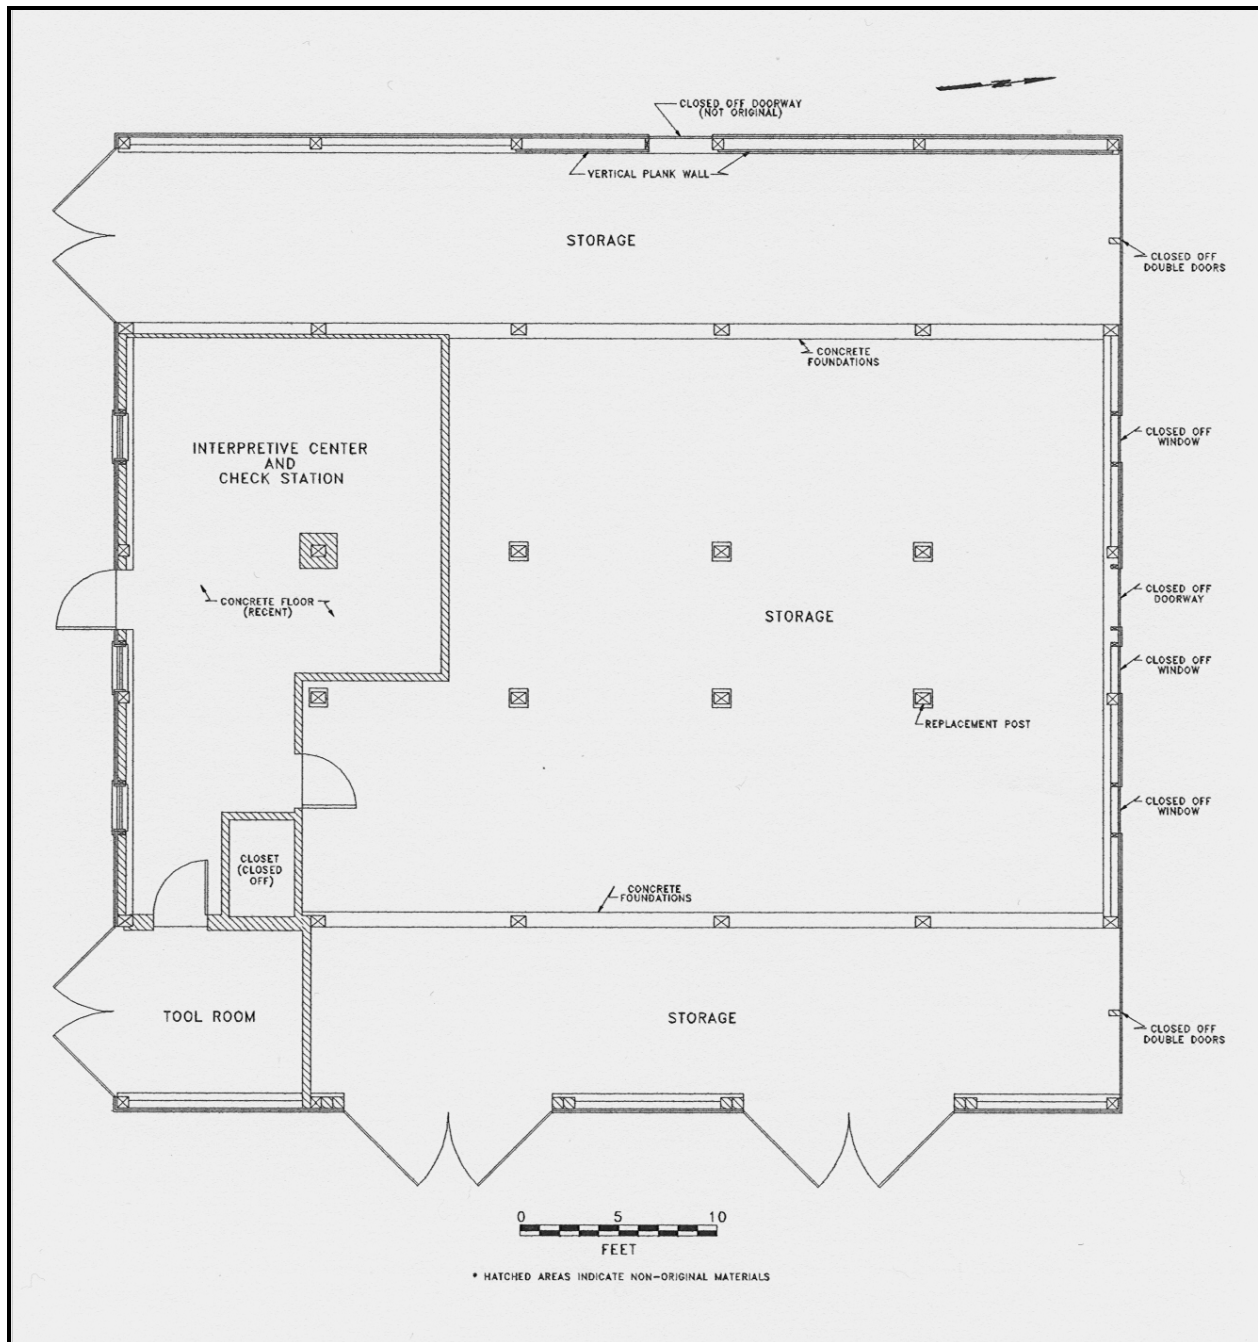 CLOSED OFF DOORWAY
(NOT ORIGINAL)
N
VERTICAL PLANK WALL
STORAGE
CLOSED OFF
DOUBLE DOORS
CONCRETE
FOUNDATIONS
INTERPRETIVE CENTER
AND
CHECK STATION
CLOSED OFF
WINDOW
CONCRETE FLOOR
(RECENT)
STORAGE
CLOSED OFF
DOORWAY
CLOSED OFF
WINDOW
REPLACEMENT POST
CLOSED OFF
WINDOW
CLOSET
(CLOSED
OFF)
CONCRETE
FOUNDATIONS
TOOL ROOM
STORAGE
CLOSED OFF
DOUBLE DOORS
0 5 10
FEET
* HATCHED AREAS INDICATE NON-ORIGINAL MATERIALS